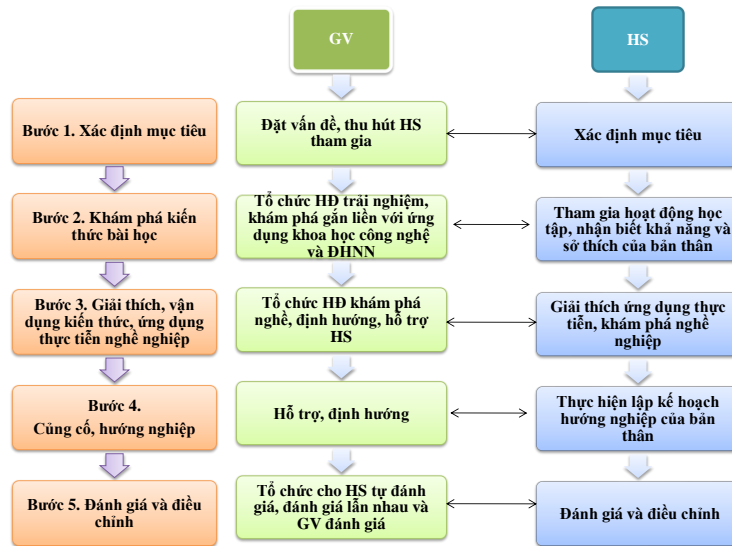 GV
HS
Bước 1. Xác định mục tiêu
Đặt vấn đề, thu hút HS
tham gia
Xác định mục tiêu
Bước 2. Khám phá kiến
thức bài học
Tổ chức HĐ trải nghiệm,
khám phá gắn liền với ứng
dụng khoa học công nghệ
và ĐHNN
Tham gia hoạt động học
tập, nhận biết khả năng và
sở thích của bản thân
Bước 3. Giải thích, vận
dụng kiến thức, ứng dụng
thực tiễn nghề nghiệp
Tổ chức HĐ khám phá
nghề, định hướng, hỗ trợ
HS
Giải thích ứng dụng thực
tiễn, khám phá nghề
nghiệp
Bước 4.
Củng cố, hướng nghiệp
Hỗ trợ, định hướng
Thực hiện lập kế hoạch
hướng nghiệp của bản
thân
Bước 5. Đánh giá và điều
chỉnh
Tổ chức cho HS tự đánh
giá, đánh giá lẫn nhau và
GV đánh giá
Đánh giá và điều chỉnh